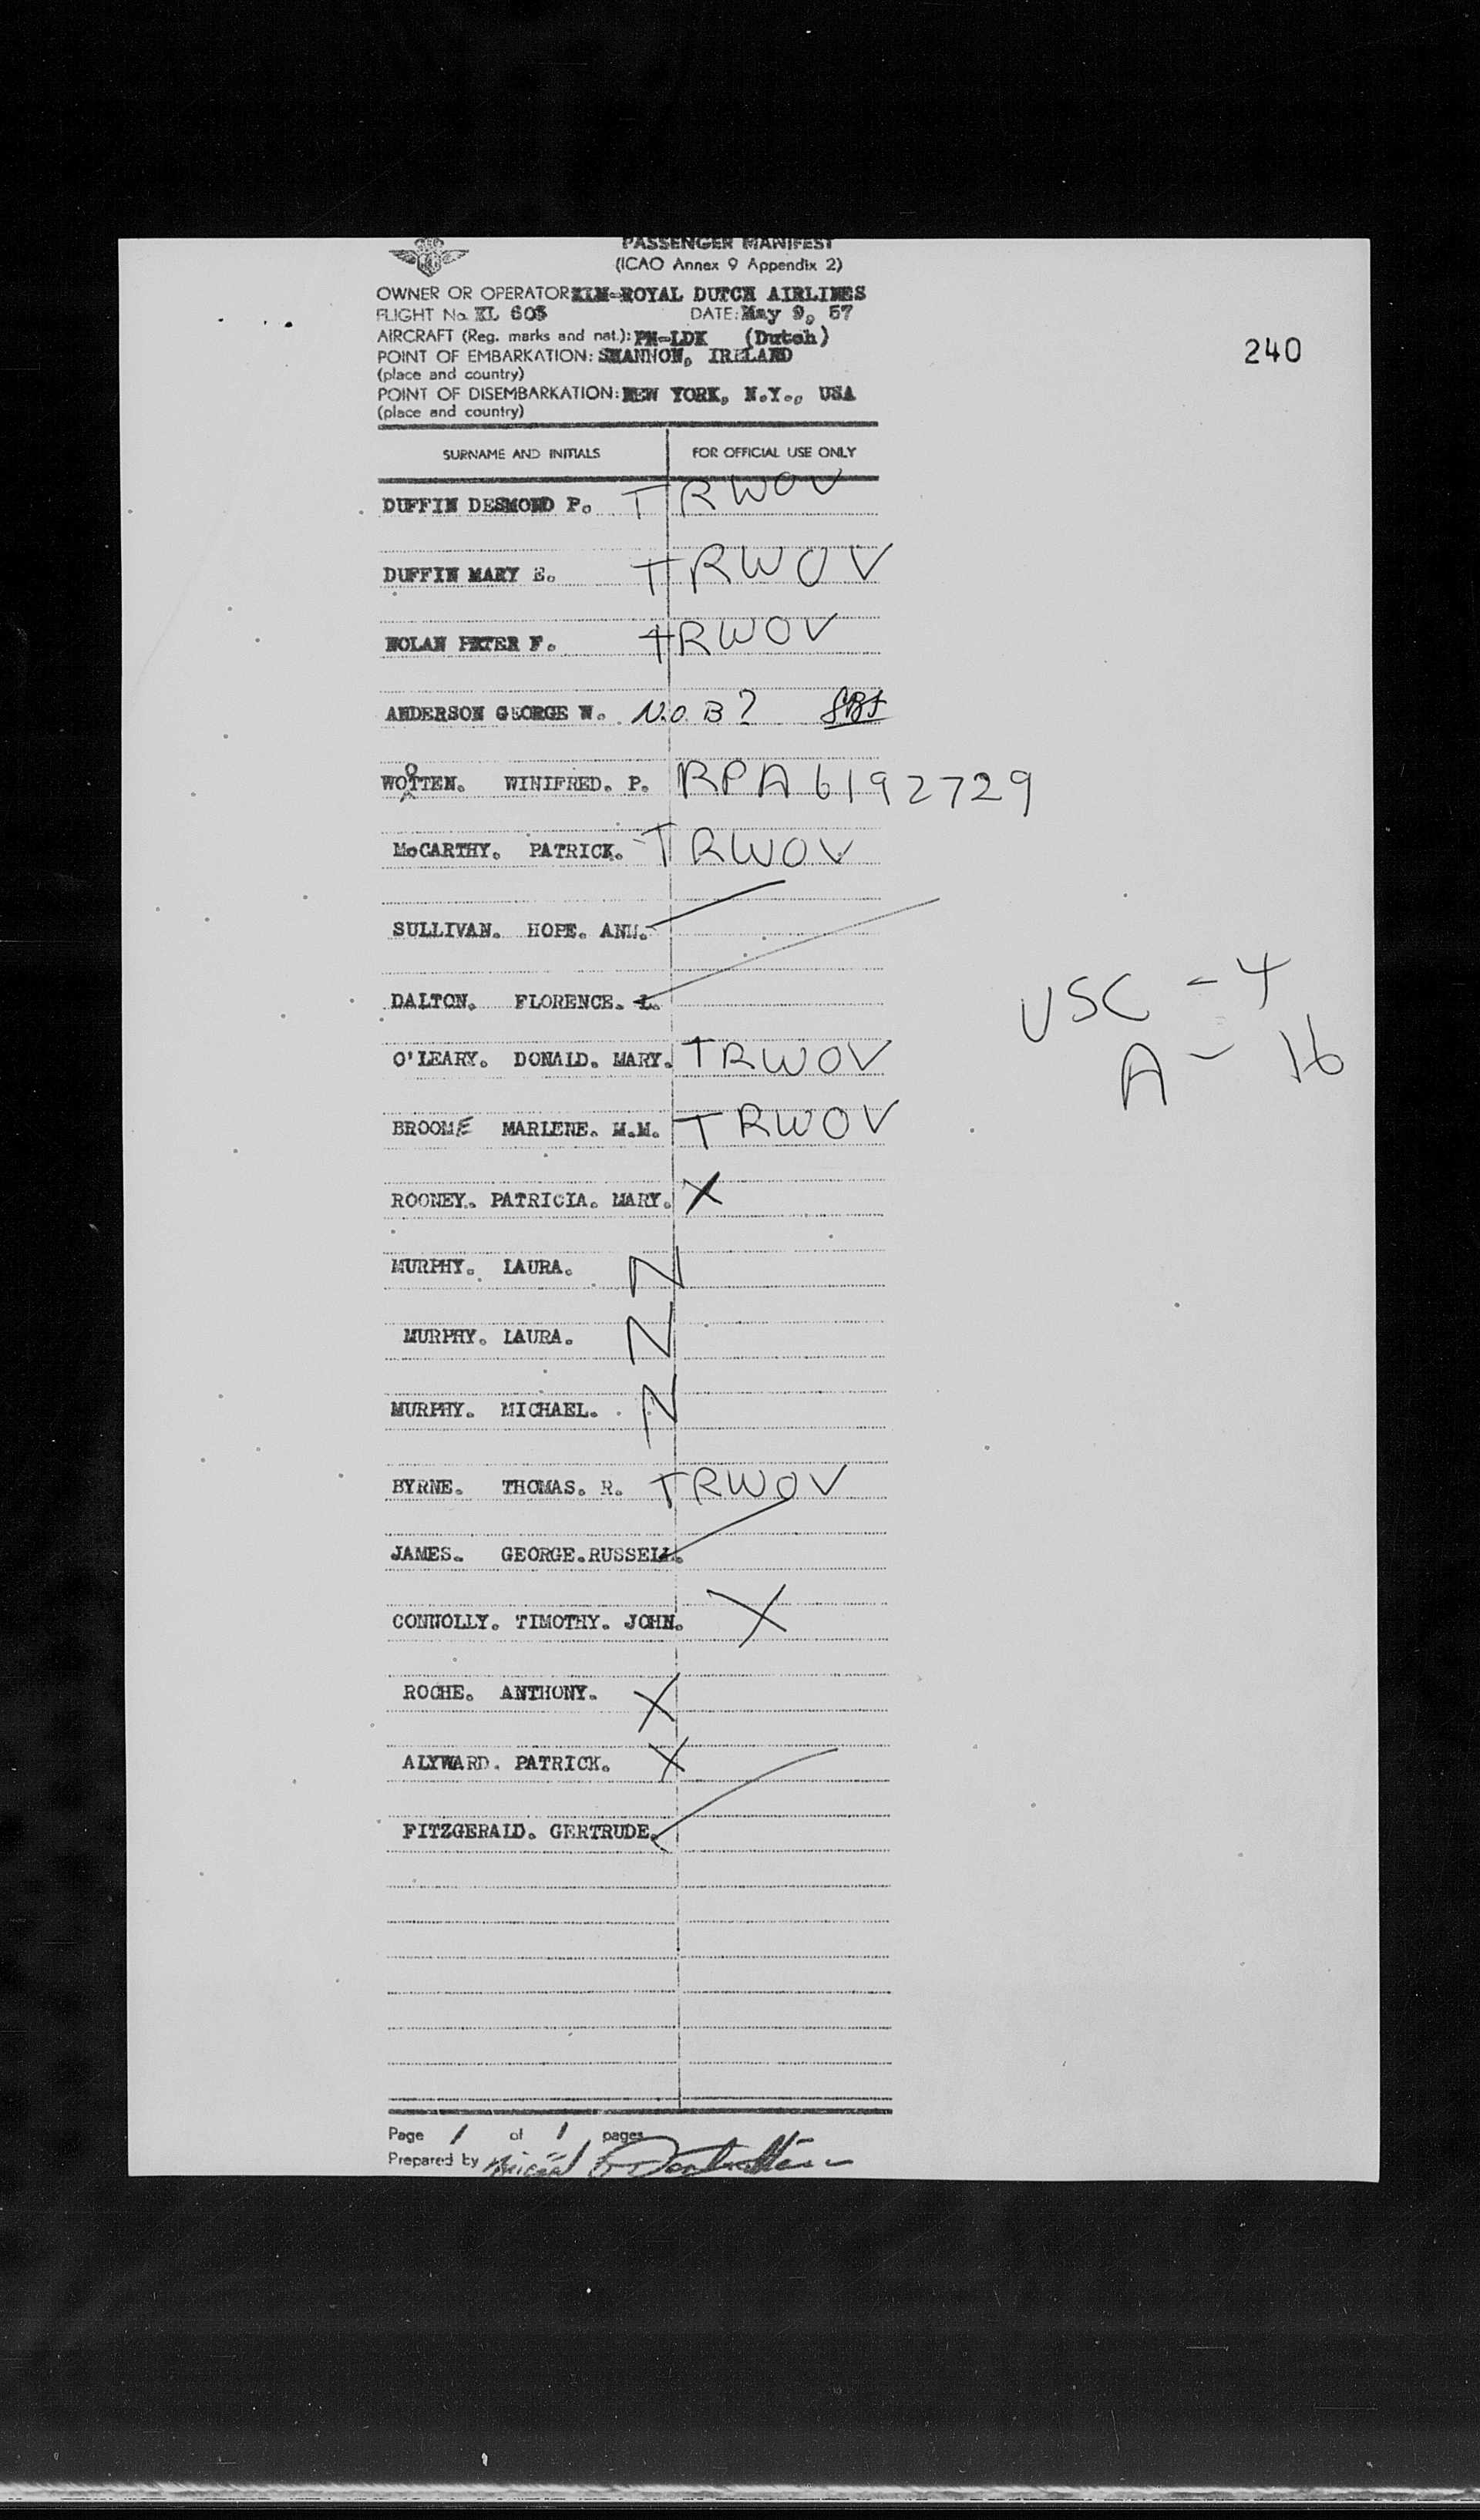 PASSENGER MANIFEST
(ICAO Annex 9 Appendix 2)
OWNER OR OPERATOR KLM-ROYAL DUTCH AIRLINES
FLIGHT No. KL 603 DATE: May 9, 57
AIRCRAFT (Reg. marks and nat.): PH-LDK (Dutch)
240
POINT OF EMBARKATION: SHANNON, IRELAND
(place and country)
POINT OF DISEMBARKATION: NEW YORK, N.Y., USA
(place and country)
SURNAME AND INITIALS FOR OFFICIAL USE ONLY
DUFFIN DESMOND P. TRWOV
DUFFIN MARY E. TRWOV
NOLAN PETER F. TRWOV
ANDERSON GEORGE W. N.O.B?
WOOTTEN. WINIFRED. P. RPA 6192729
McCARTHY. PATRICK. TRWOV
SULLIVAN. HOPE. ANN.
DALTON. FLORENCE. L.
USC - 4
O'LEARY. DONALD. MARY. TRWOV
A - 16
BROOME MARLENE. M.M. TRWOV
ROONEY. PATRICIA. MARY. X
MURPHY. LAURA. N
MURPHY. LAURA. N
MURPHY. MICHAEL. N
BYRNE. THOMAS. R. TRWOV
JAMES. GEORGE.RUSSELL.
CONNOLLY. TIMOTHY. JOHN. X
ROCHE. ANTHONY. X
ALYWARD. PATRICK. X
FITZGERALD. GERTRUDE.
Page 1 of 1 pages
Prepared by